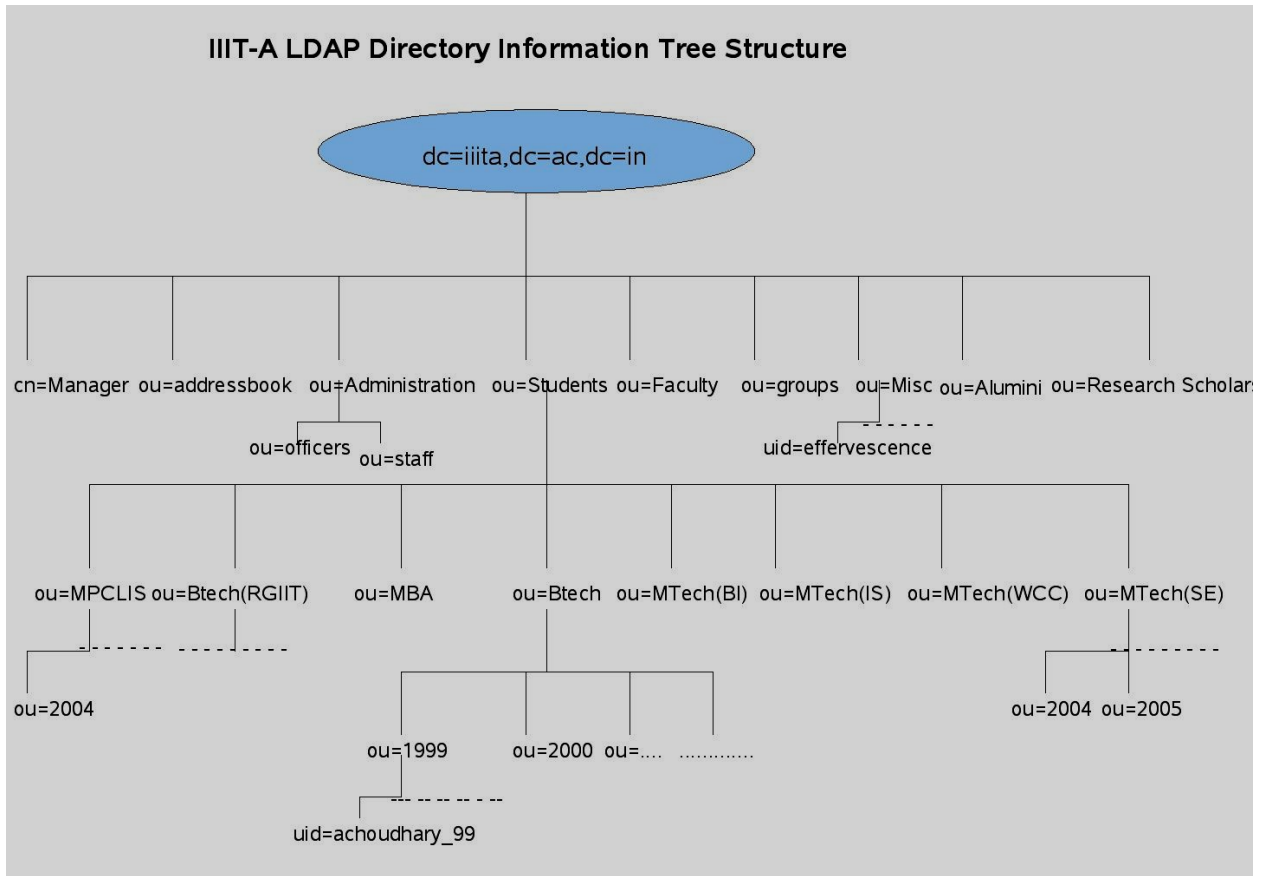 IIIT-A LDAP Directory Information Tree Structure
dc=iiita,dc=ac,dc=in
cn=Manager ou=addressbook ou=Administration ou=Students ou=Faculty ou=groups ou=Misc ou=Alumini ou=Research Scholars
ou=officers ou=staff uid=effervescence
ou=MPCLIS ou=Btech(RGIIT) ou=MBA ou=Btech ou=MTech(BI) ou=MTech(IS) ou=MTech(WCC) ou=MTech(SE)
ou=2004 ou=2004 ou=2005
ou=1999 ou=2000 ou=.... .............
uid=achoudhary_99